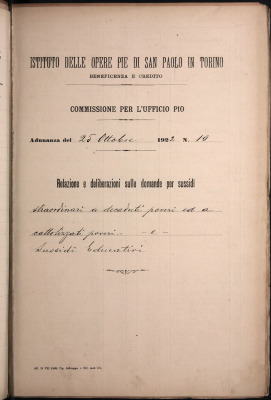 ISTITUTO DELLE OPERE PIE DI SAN PAOLO IN TORINO
BENEFICENZA E CREDITO
COMMISSIONE PER L'UFFICIO PIO
Adunanza del 25 Ottobre 1922 N. 19
Relazione e deliberazioni sulle domande per sussidi
straordinari a decaduti poveri ed a
cattolizzati poveri. - e -
Sussidi Educativi